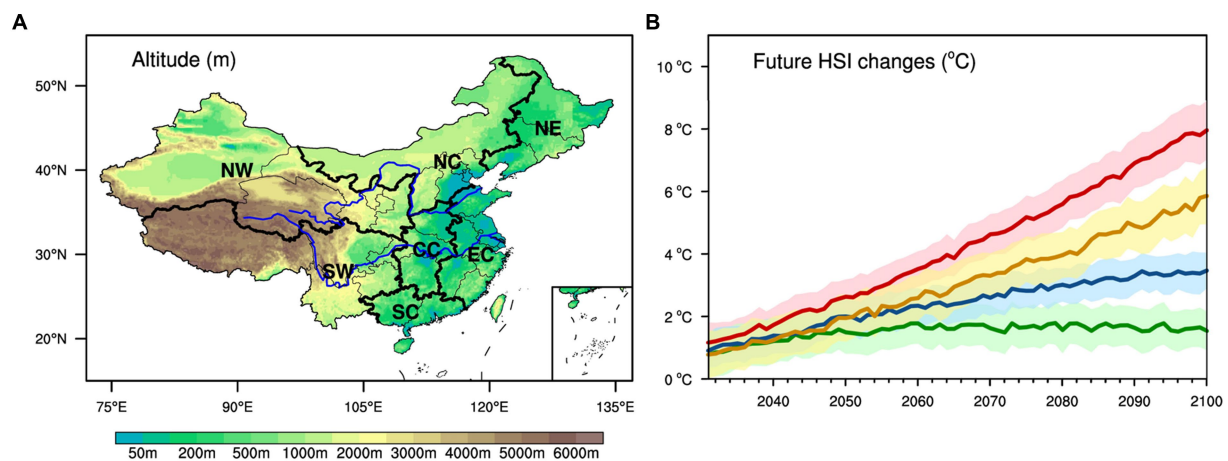 A
B
Altitude (m)
50°N
40°N
30°N
20°N
NE
NC
NW
CC
EC
SW
SC
75°E 90°E 105°E 120°E 135°E
50m 200m 500m 1000m 2000m 3000m 4000m 5000m 6000m
Future HSI changes (°C)
10 °C
8 °C
6 °C
4 °C
2 °C
0 °C
2040 2050 2060 2070 2080 2090 2100